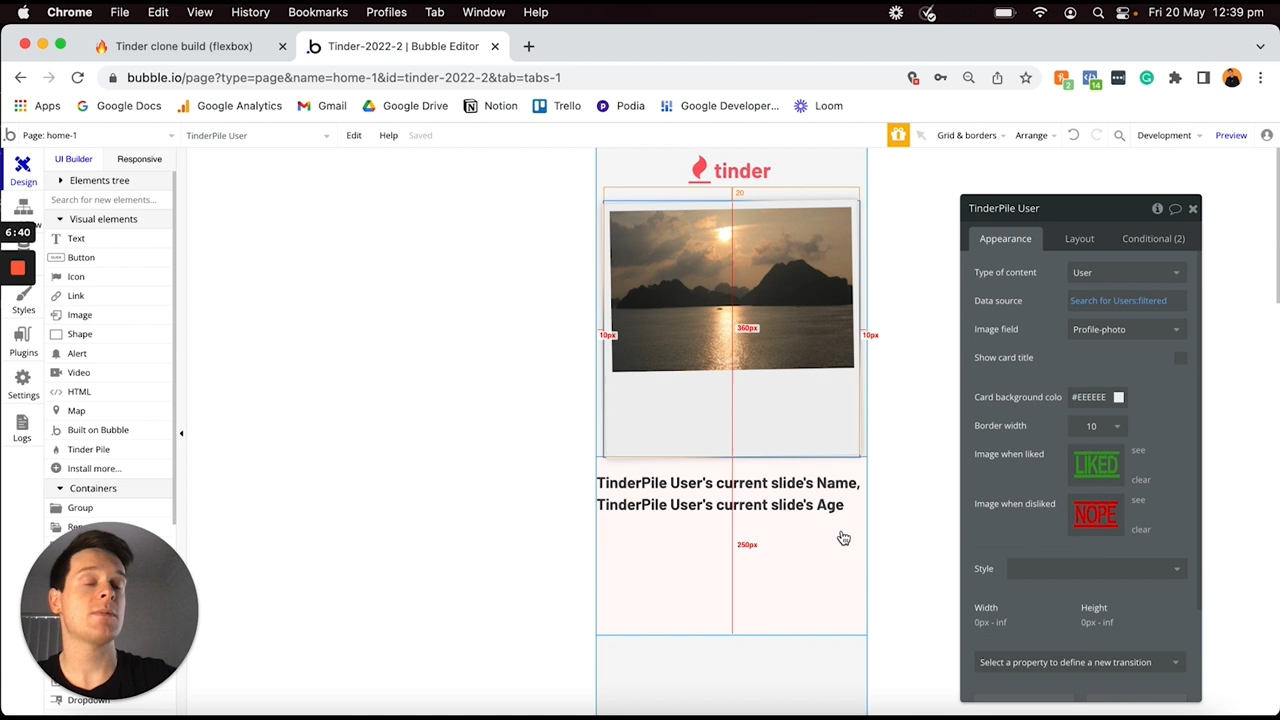 Chrome File Edit View History Bookmarks Profiles Tab Window Help Fri 20 May 12:39 pm
Tinder clone build (flexbox) Tinder-2022-2 | Bubble Editor
bubble.io/page?type=page&name=home-1&id=tinder-2022-2&tab=tabs-1 2 14
Apps Google Docs Google Analytics Gmail Google Drive Notion Trello Podia Google Developer... Loom
Page: home-1 TinderPile User Edit Help Saved Grid & borders Arrange Development Preview
Design
6:40
Styles
Plugins
Settings
Logs
UI Builder Responsive
Elements tree
Search for new elements...
Visual elements
Text
Button
Icon
Link
Image
Shape
Alert
Video
HTML
Map
Built on Bubble
Tinder Pile
Install more...
Containers
Group
Dropdown
tinder
20
10px 360px 10px
TinderPile User's current slide's Name,
TinderPile User's current slide's Age
250px
TinderPile User
Appearance Layout Conditional (2)
Type of content User
Data source Search for Users:filtered
Image field Profile-photo
Show card title
Card background colo #EEEEEE
Border width 10
Image when liked LIKED see
clear
Image when disliked NOPE see
clear
Style
Width Height
0px - inf 0px - inf
Select a property to define a new transition